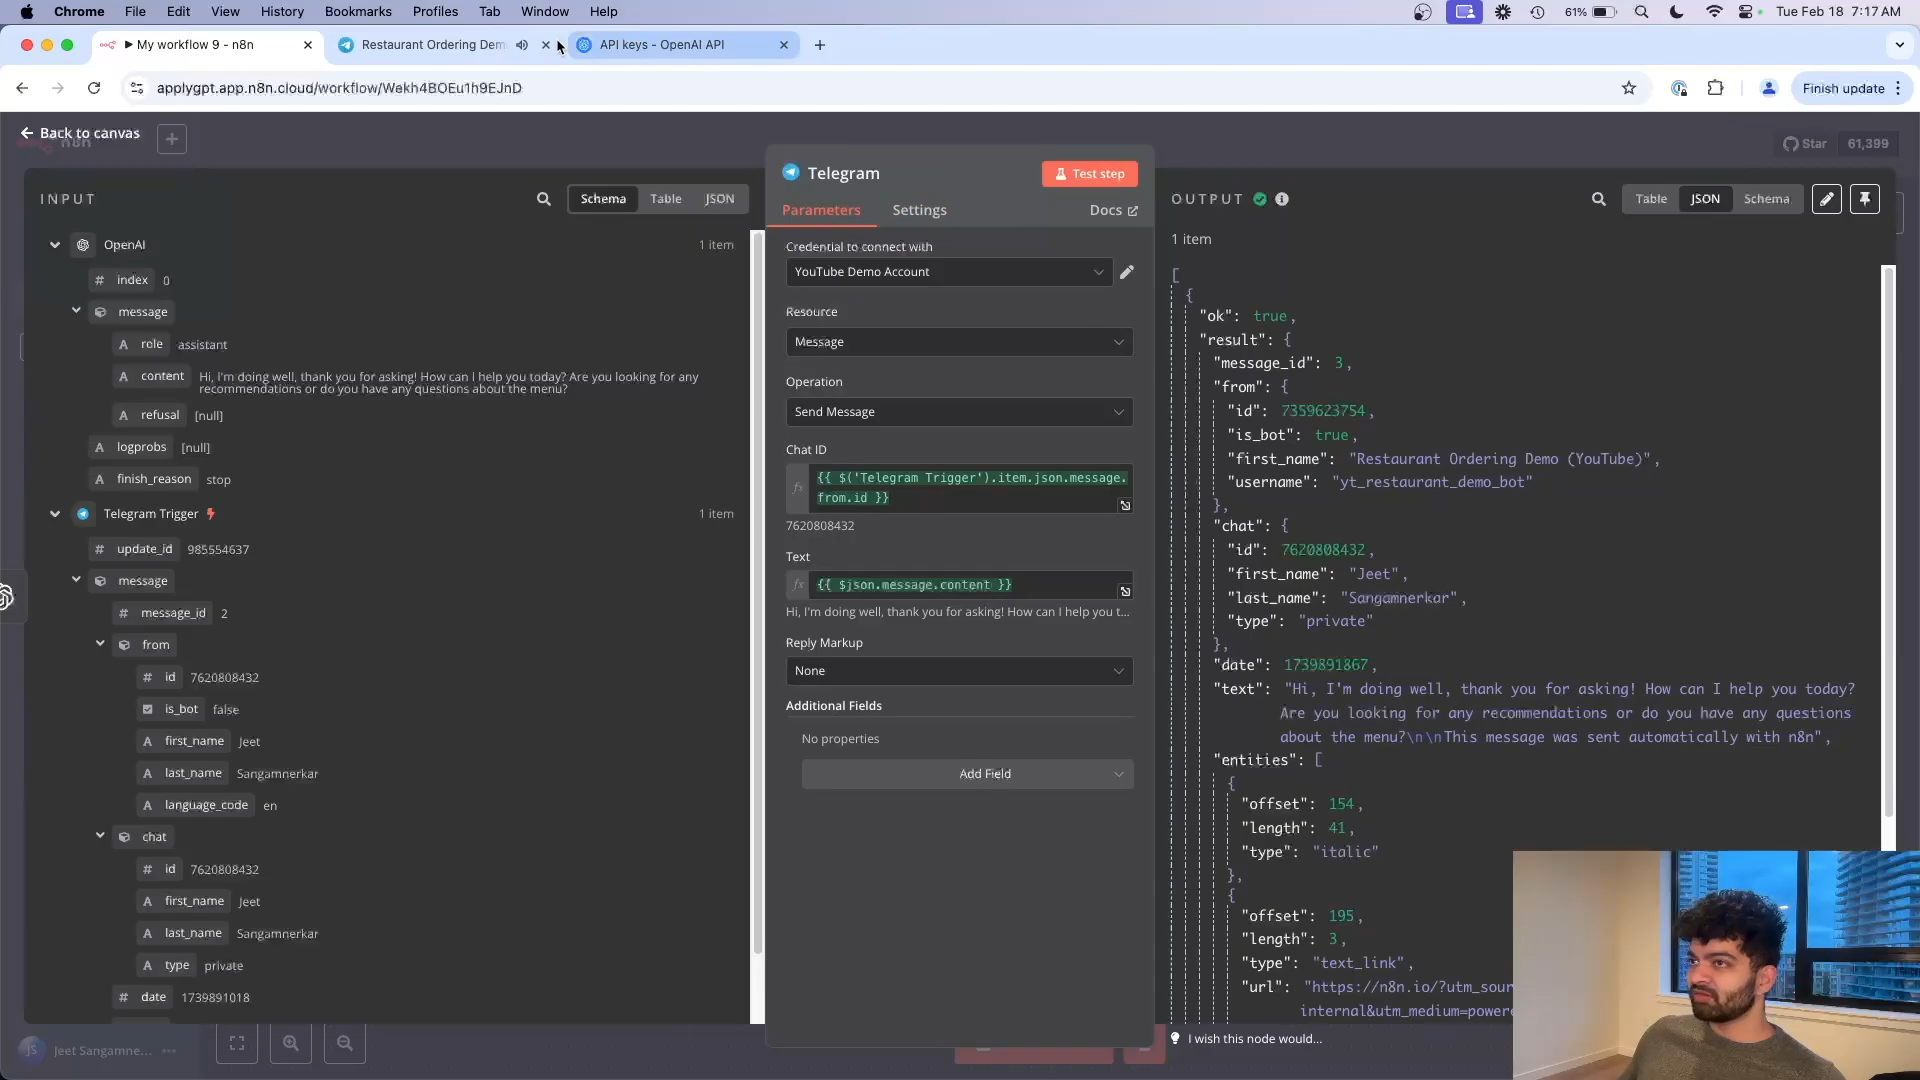 Chrome File Edit View History Bookmarks Profiles Tab Window Help
61% Tue Feb 18 7:17 AM
My workflow 9 - n8n
Restaurant Ordering Dem
API keys - OpenAI API
applygpt.app.n8n.cloud/workflow/Wekh4BOEu1h9EJnD
Finish update
Back to canvas
n8n
Star 61,399
INPUT
Schema Table JSON
OpenAI 1 item
# index 0
message
A role assistant
A content Hi, I'm doing well, thank you for asking! How can I help you today? Are you looking for any
recommendations or do you have any questions about the menu?
A refusal [null]
A logprobs [null]
A finish_reason stop
Telegram Trigger 1 item
# update_id 985554637
message
# message_id 2
from
# id 7620808432
is_bot false
A first_name Jeet
A last_name Sangamnerkar
A language_code en
chat
# id 7620808432
A first_name Jeet
A last_name Sangamnerkar
A type private
# date 1739891018
JS Jeet Sangamne...
Telegram
Test step
Parameters Settings Docs
Credential to connect with
YouTube Demo Account
Resource
Message
Operation
Send Message
Chat ID
fx {{ $('Telegram Trigger').item.json.message.
from.id }}
7620808432
Text
fx {{ $json.message.content }}
Hi, I'm doing well, thank you for asking! How can I help you t...
Reply Markup
None
Additional Fields
No properties
Add Field
OUTPUT
Table JSON Schema
1 item
[
{
"ok": true,
"result": {
"message_id": 3,
"from": {
"id": 7359623754,
"is_bot": true,
"first_name": "Restaurant Ordering Demo (YouTube)",
"username": "yt_restaurant_demo_bot"
},
"chat": {
"id": 7620808432,
"first_name": "Jeet",
"last_name": "Sangamnerkar",
"type": "private"
},
"date": 1739891867,
"text": "Hi, I'm doing well, thank you for asking! How can I help you today?
Are you looking for any recommendations or do you have any questions
about the menu?\n\nThis message was sent automatically with n8n",
"entities": [
{
"offset": 154,
"length": 41,
"type": "italic"
},
{
"offset": 195,
"length": 3,
"type": "text_link",
"url": "https://n8n.io/?utm_sour
internal&utm_medium=powere
I wish this node would...